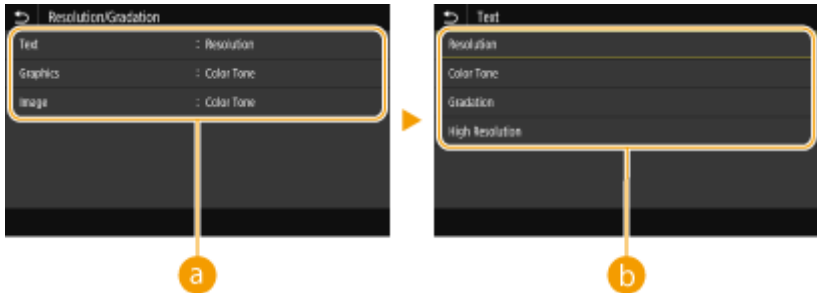 Resolution/Gradation
Text : Resolution
Graphics : Color Tone
Image : Color Tone
a
Text
Resolution
Color Tone
Gradation
High Resolution
b